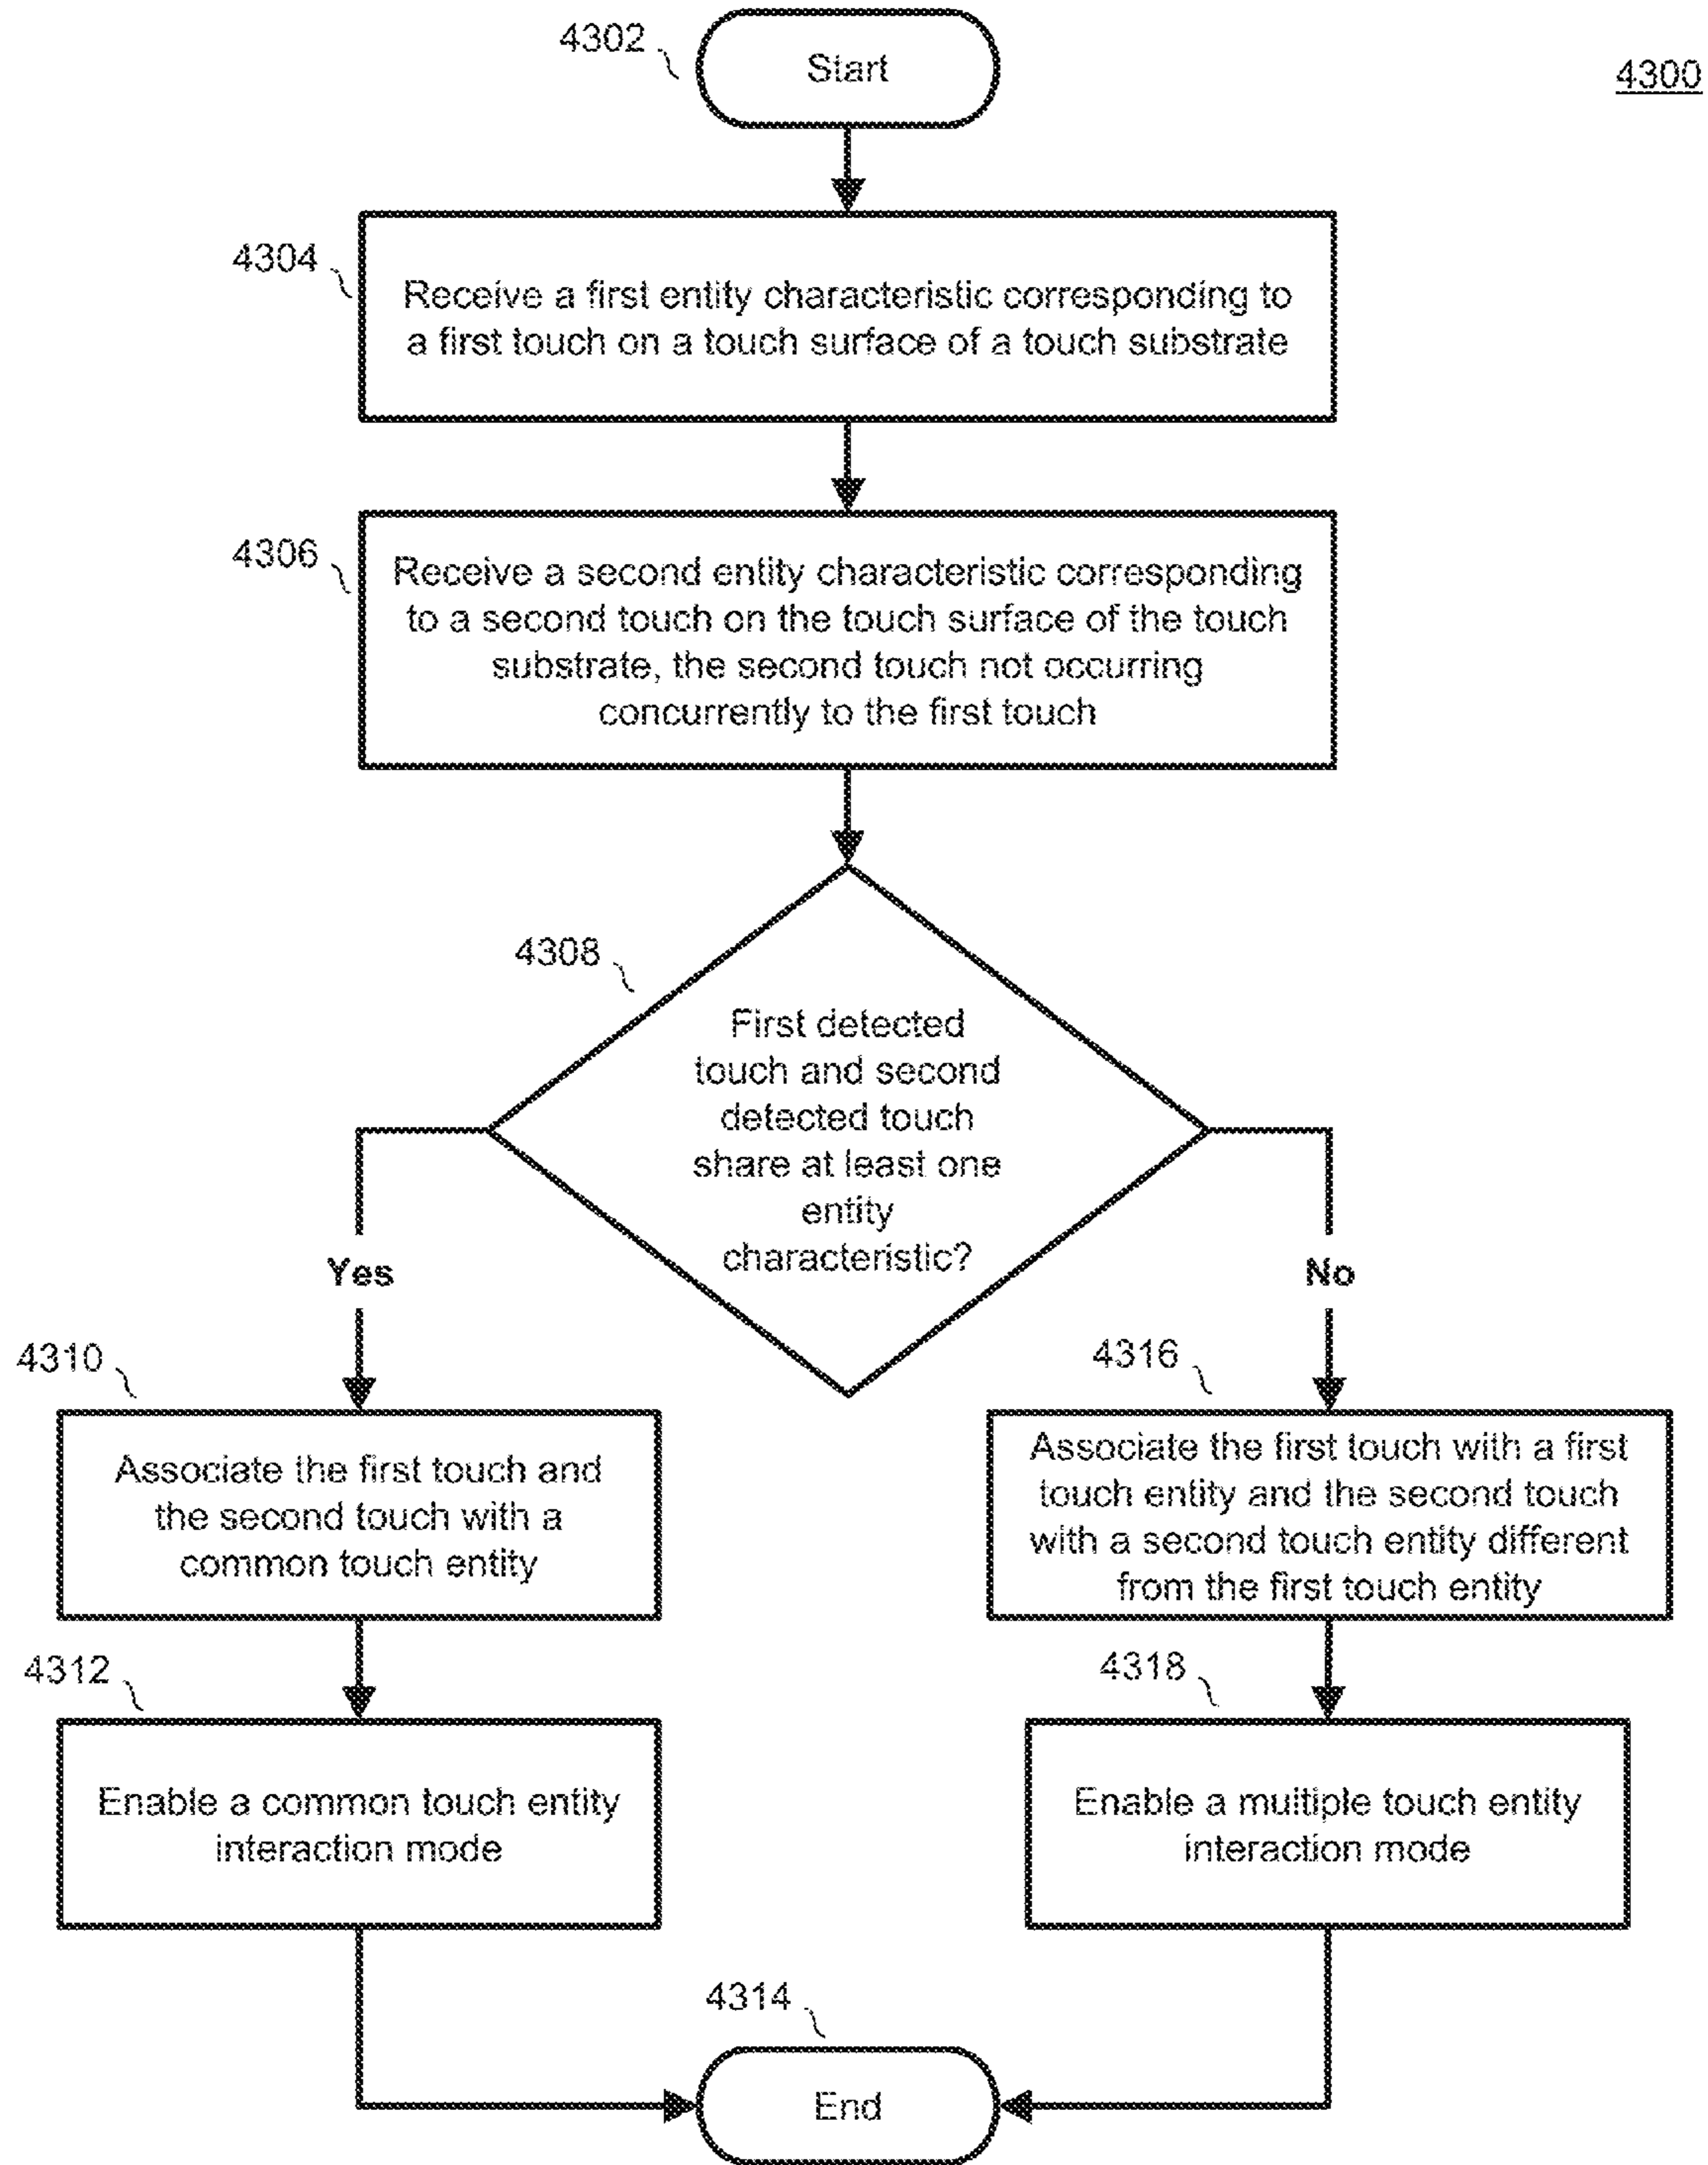 4302
Start
4300
4304
Receive a first entity characteristic corresponding to
a first touch on a touch surface of a touch substrate
4306
Receive a second entity characteristic corresponding
to a second touch on the touch surface of the touch
substrate, the second touch not occurring
concurrently to the first touch
4308
First detected
touch and second
detected touch
share at least one
entity
characteristic?
Yes
No
4310
Associate the first touch and
the second touch with a
common touch entity
4316
Associate the first touch with a first
touch entity and the second touch
with a second touch entity different
from the first touch entity
4312
Enable a common touch entity
interaction mode
4318
Enable a multiple touch entity
interaction mode
4314
End